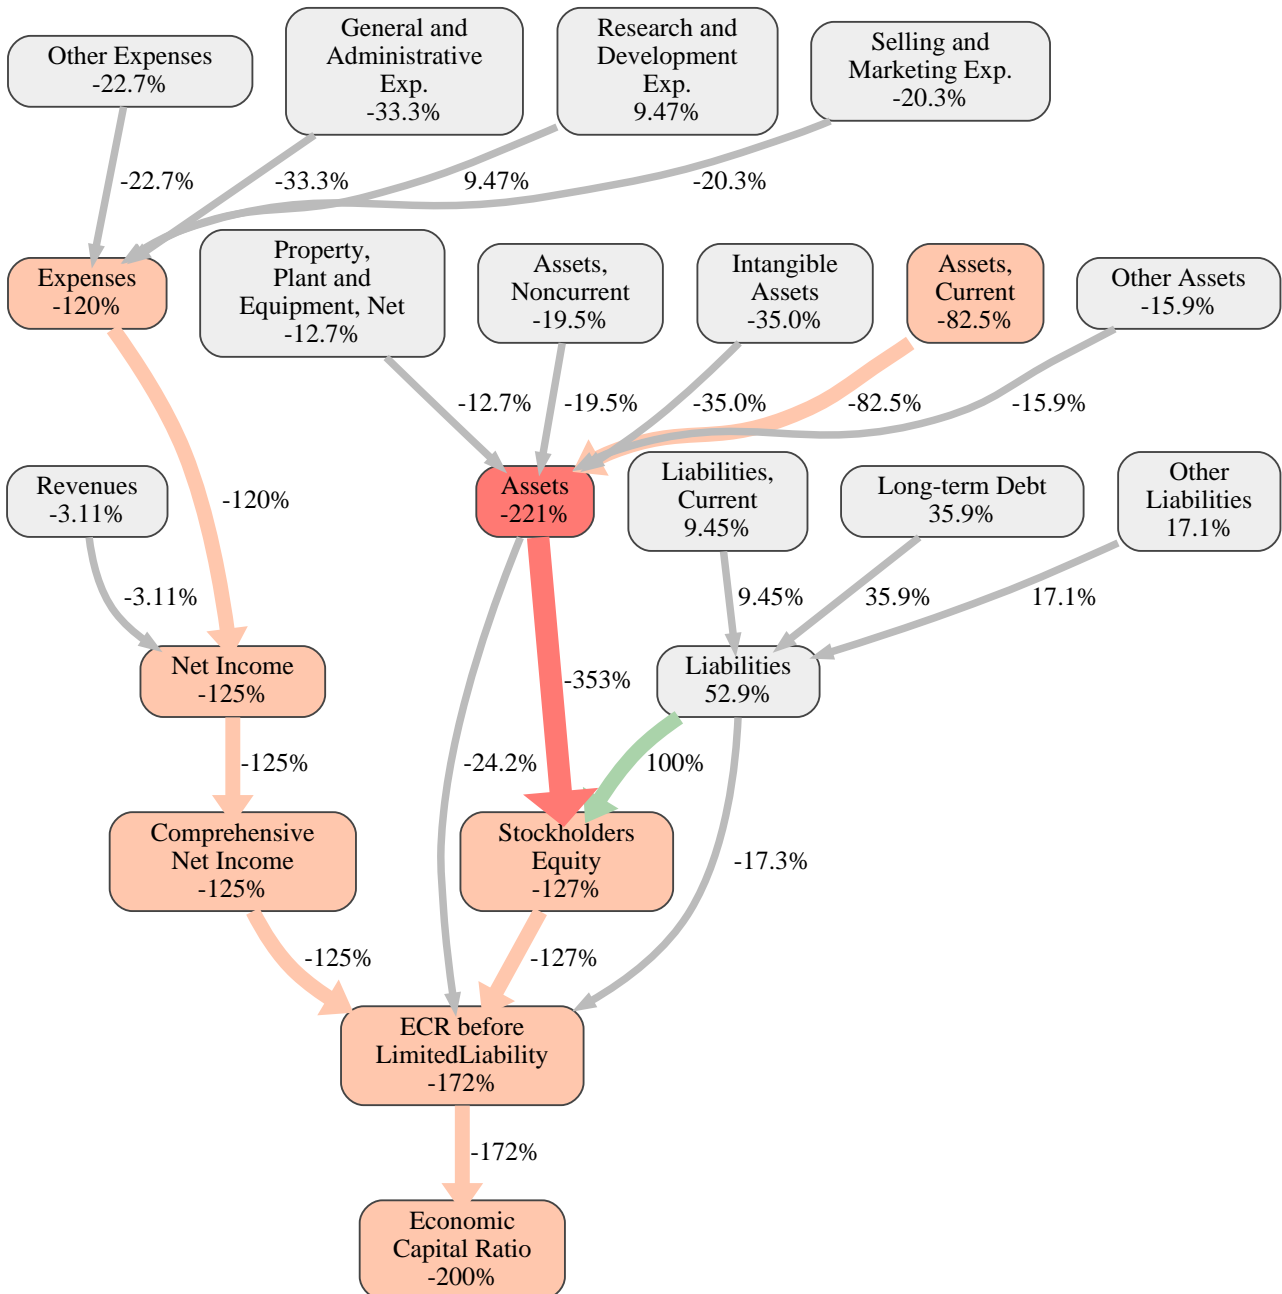 Other Expenses
-22.7%
General and
Administrative
Exp.
-33.3%
Research and
Development
Exp.
9.47%
Selling and
Marketing Exp.
-20.3%
-22.7%
-33.3%
9.47%
-20.3%
Expenses
-120%
Property,
Plant and
Equipment, Net
-12.7%
Assets,
Noncurrent
-19.5%
Intangible
Assets
-35.0%
Assets,
Current
-82.5%
Other Assets
-15.9%
-12.7%
-19.5%
-35.0%
-82.5%
-15.9%
Revenues
-3.11%
-120%
Assets
-221%
Liabilities,
Current
9.45%
Long-term Debt
35.9%
Other
Liabilities
17.1%
-3.11%
9.45%
35.9%
17.1%
Net Income
-125%
-353%
Liabilities
52.9%
-125%
-24.2%
100%
Comprehensive
Net Income
-125%
Stockholders
Equity
-127%
-17.3%
-125%
-127%
ECR before
LimitedLiability
-172%
-172%
Economic
Capital Ratio
-200%